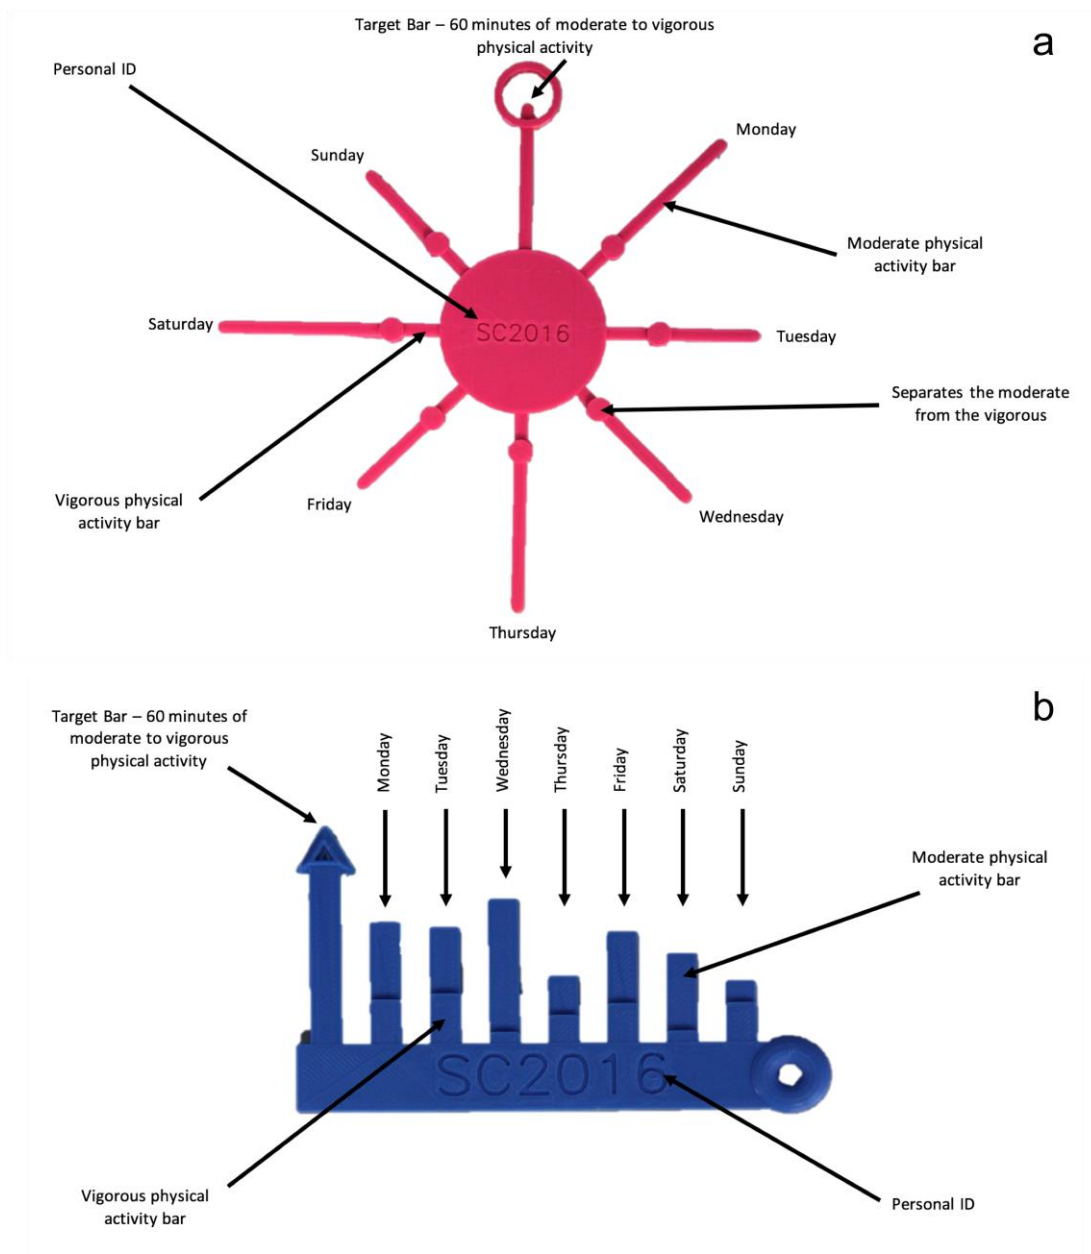 Target Bar – 60 minutes of moderate to vigorous
physical activity
a
Personal ID
Monday
Sunday
Moderate physical
activity bar
Saturday
SC2016
Tuesday
Separates the moderate
from the vigorous
Vigorous physical
activity bar
Friday
Wednesday
Thursday
b
Target Bar – 60 minutes of
moderate to vigorous
physical activity
Monday
Tuesday
Wednesday
Thursday
Friday
Saturday
Sunday
Moderate physical
activity bar
SC2016
Vigorous physical
activity bar
Personal ID